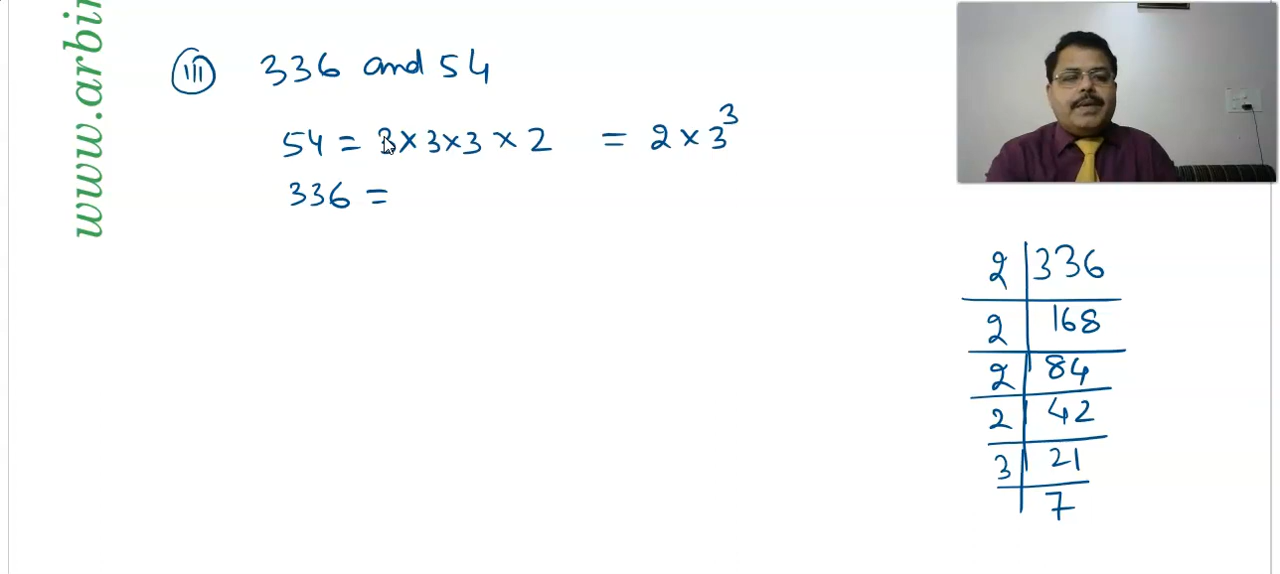 www.arbin
(iii) 336 and 54
54 = 3 × 3 × 3 × 2 = 2 × 3³
336 =
2 | 336
2 | 168
2 | 84
2 | 42
3 | 21
7